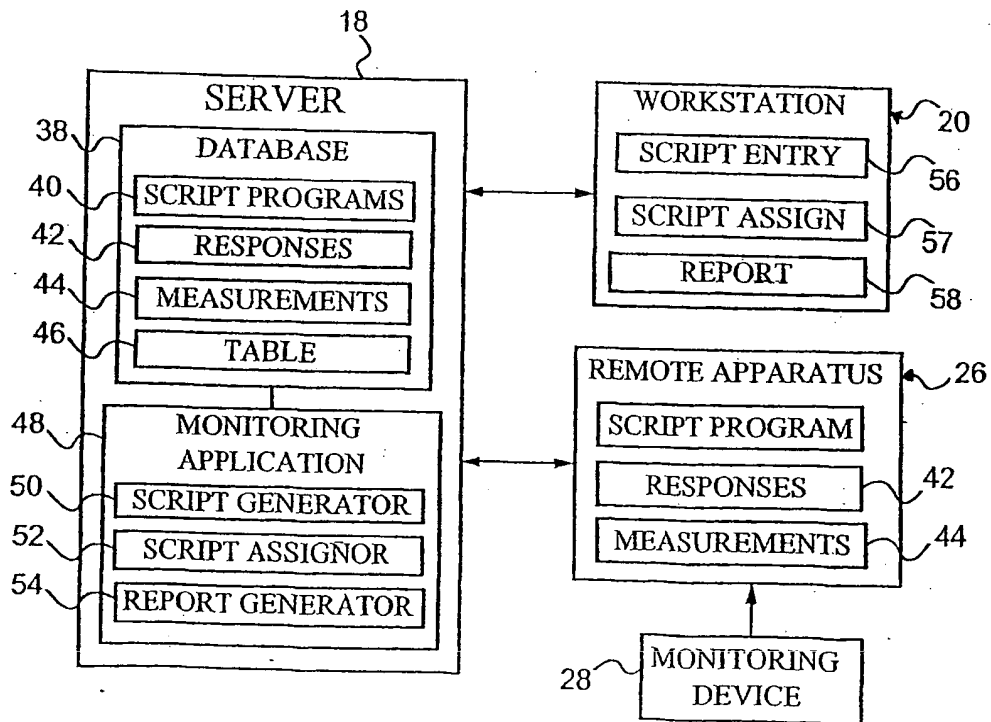 18
SERVER
38
DATABASE
40
SCRIPT PROGRAMS
42
RESPONSES
44
MEASUREMENTS
46
TABLE
48
MONITORING
APPLICATION
50
SCRIPT GENERATOR
52
SCRIPT ASSIGNOR
54
REPORT GENERATOR
WORKSTATION
20
SCRIPT ENTRY
56
SCRIPT ASSIGN
57
REPORT
58
REMOTE APPARATUS
26
SCRIPT PROGRAM
RESPONSES
42
MEASUREMENTS
44
28
MONITORING
DEVICE